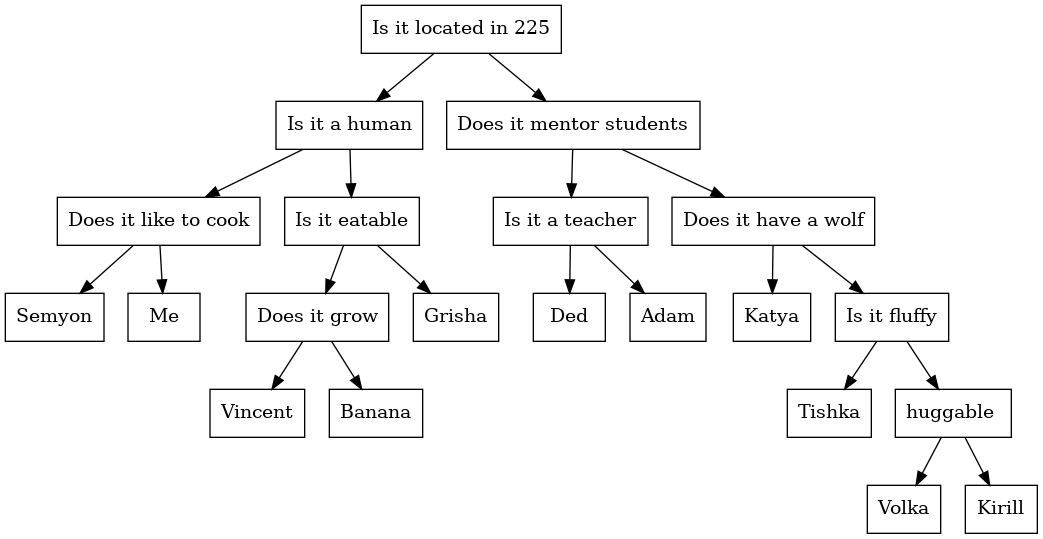 Is it located in 225
Is it a human
Does it mentor students
Does it like to cook
Is it eatable
Is it a teacher
Does it have a wolf
Semyon
Me
Does it grow
Grisha
Ded
Adam
Katya
Is it fluffy
Vincent
Banana
Tishka
huggable
Volka
Kirill